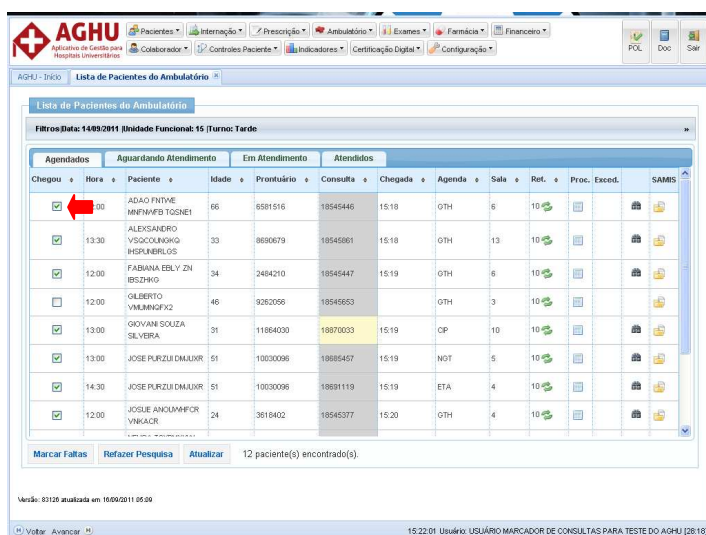 AGHU
Aplicativo de Gestão para
Hospitais Universitários
Pacientes Internação Prescrição Ambulatório Exames Farmácia Financeiro
Colaborador Controles Paciente Indicadores Certificação Digital Configuração
POL Doc Sair
AGHU - Início Lista de Pacientes do Ambulatório
Lista de Pacientes do Ambulatório
Filtros|Data: 14/09/2011 |Unidade Funcional: 15 |Turno: Tarde »
Agendados Aguardando Atendimento Em Atendimento Atendidos
Chegou Hora Paciente Idade Prontuário Consulta Chegada Agenda Sala Ret. Proc. Exced. SAMIS
:00 ADAO FNTWE 66 6581516 18545446 15:18 GTH 6 10
MNFNWFB TQSNE1
ALEXSANDRO
13:30 VSQCOUNGKQ 33 8690679 18545861 15:18 GTH 13 10
IHSPUNBRLGS
12:00 FABIANA EBLY ZN 34 2484210 18545447 15:19 GTH 6 10
IBSZHKG
12:00 GILBERTO 46 9262056 18545653 GTH 3 10
VMUMNQFX2
13:00 GIOVANI SOUZA 31 11864030 18870033 15:19 CIP 10 10
SILVEIRA
13:00 JOSE PURZUI DMJUXR 51 10030096 18685457 15:19 NGT 5 10
14:30 JOSE PURZUI DMJUXR 51 10030096 18691119 15:19 ETA 4 10
12:00 JOSUE ANOUWHFCR 24 3618402 18545377 15:20 GTH 4 10
VNKACR
Marcar Faltas Refazer Pesquisa Atualizar 12 paciente(s) encontrado(s).
Versão: 83126 atualizada em: 16/09/2011 05:09
Voltar Avançar 15:22:01 Usuário: USUÁRIO MARCADOR DE CONSULTAS PARA TESTE DO AGHU [28:18]